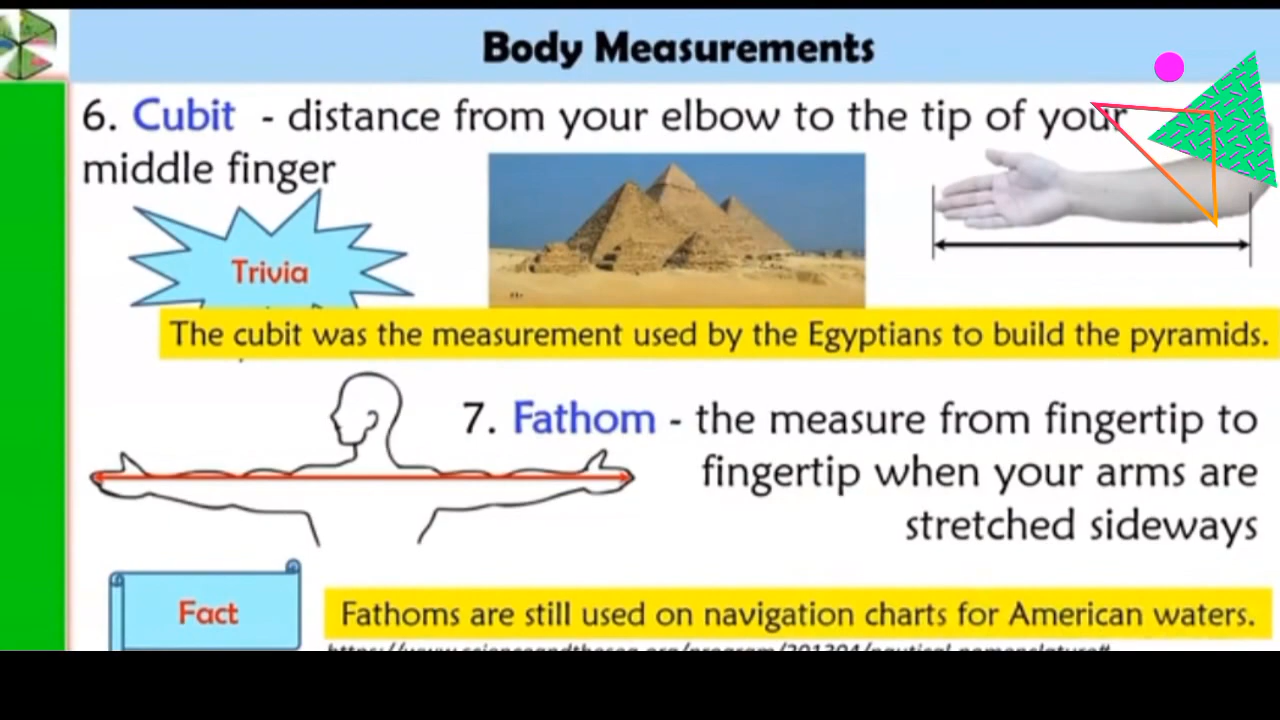 Body Measurements
6. Cubit - distance from your elbow to the tip of your
middle finger
Trivia
The cubit was the measurement used by the Egyptians to build the pyramids.
7. Fathom - the measure from fingertip to
fingertip when your arms are
stretched sideways
Fact
Fathoms are still used on navigation charts for American waters.